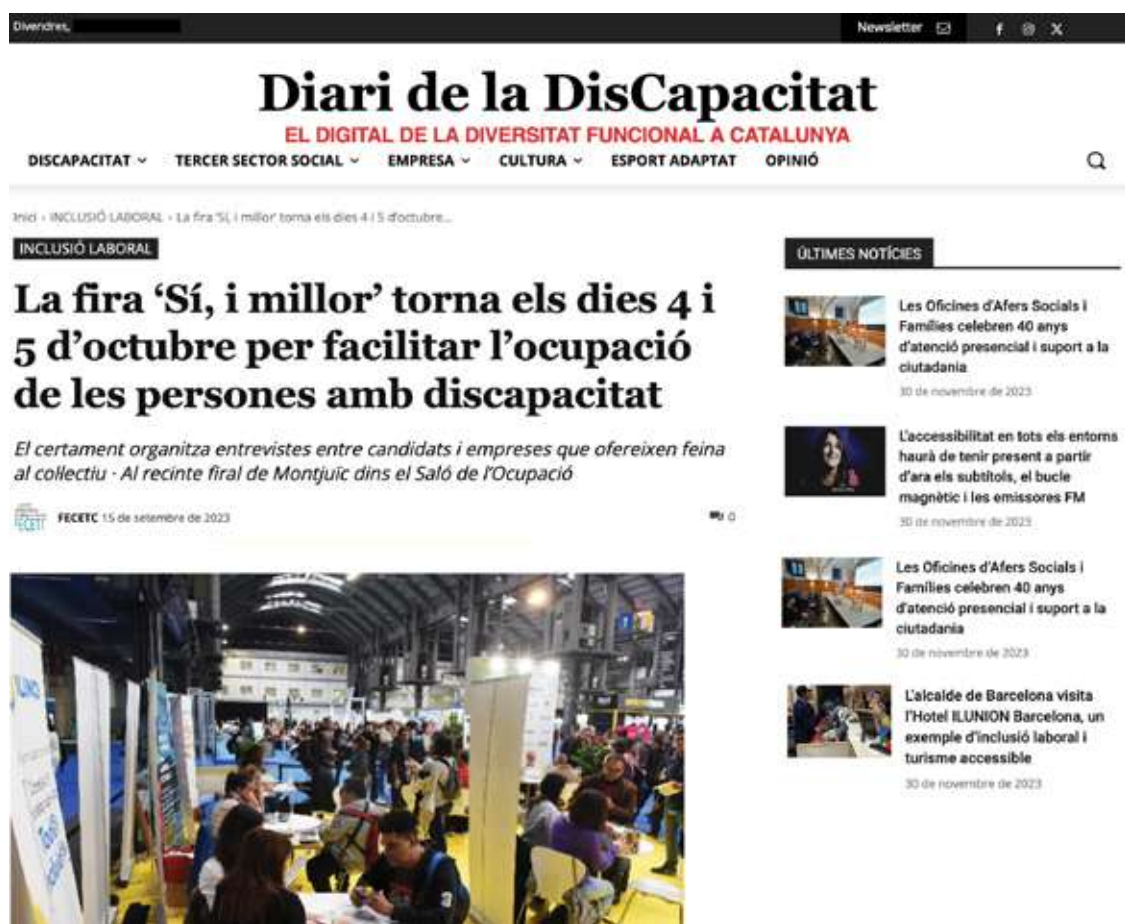 Divendres,
Newsletter
Diari de la DisCapacitat
EL DIGITAL DE LA DIVERSITAT FUNCIONAL A CATALUNYA
DISCAPACITAT
TERCER SECTOR SOCIAL
EMPRESA
CULTURA
ESPORT ADAPTAT
OPINIÓ
Inici › INCLUSIÓ LABORAL › La fira 'Sí, i millor' torna els dies 4 i 5 d'octubre...
INCLUSIÓ LABORAL
La fira ‘Sí, i millor’ torna els dies 4 i
5 d’octubre per facilitar l’ocupació
de les persones amb discapacitat
El certament organitza entrevistes entre candidats i empreses que ofereixen feina
al col·lectiu - Al recinte firal de Montjuïc dins el Saló de l’Ocupació
FECETC 15 de setembre de 2023
0
ÚLTIMES NOTÍCIES
Les Oficines d’Afers Socials i
Famílies celebren 40 anys
d’atenció presencial i suport a la
ciutadania
30 de novembre de 2023
L’accessibilitat en tots els entorns
haurà de tenir present a partir
d’ara els subtítols, el bucle
magnètic i les emissores FM
30 de novembre de 2023
Les Oficines d’Afers Socials i
Famílies celebren 40 anys
d’atenció presencial i suport a la
ciutadania
30 de novembre de 2023
L’alcalde de Barcelona visita
l’Hotel ILUNION Barcelona, un
exemple d’inclusió laboral i
turisme accessible
30 de novembre de 2023